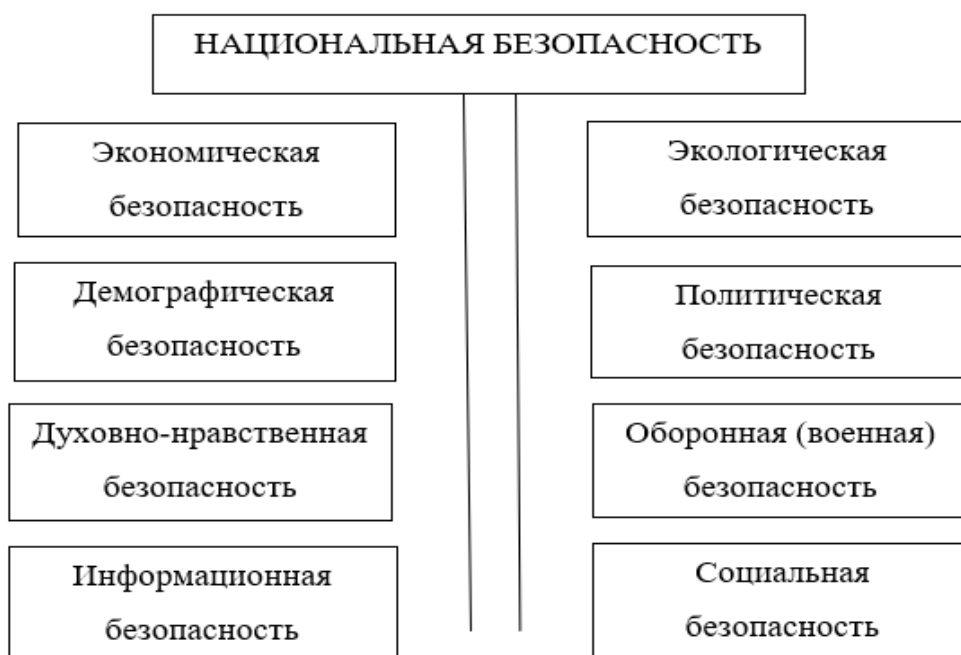 НАЦИОНАЛЬНАЯ БЕЗОПАСНОСТЬ
Экономическая
безопасность
Экологическая
безопасность
Демографическая
безопасность
Политическая
безопасность
Духовно-нравственная
безопасность
Оборонная (военная)
безопасность
Информационная
безопасность
Социальная
безопасность